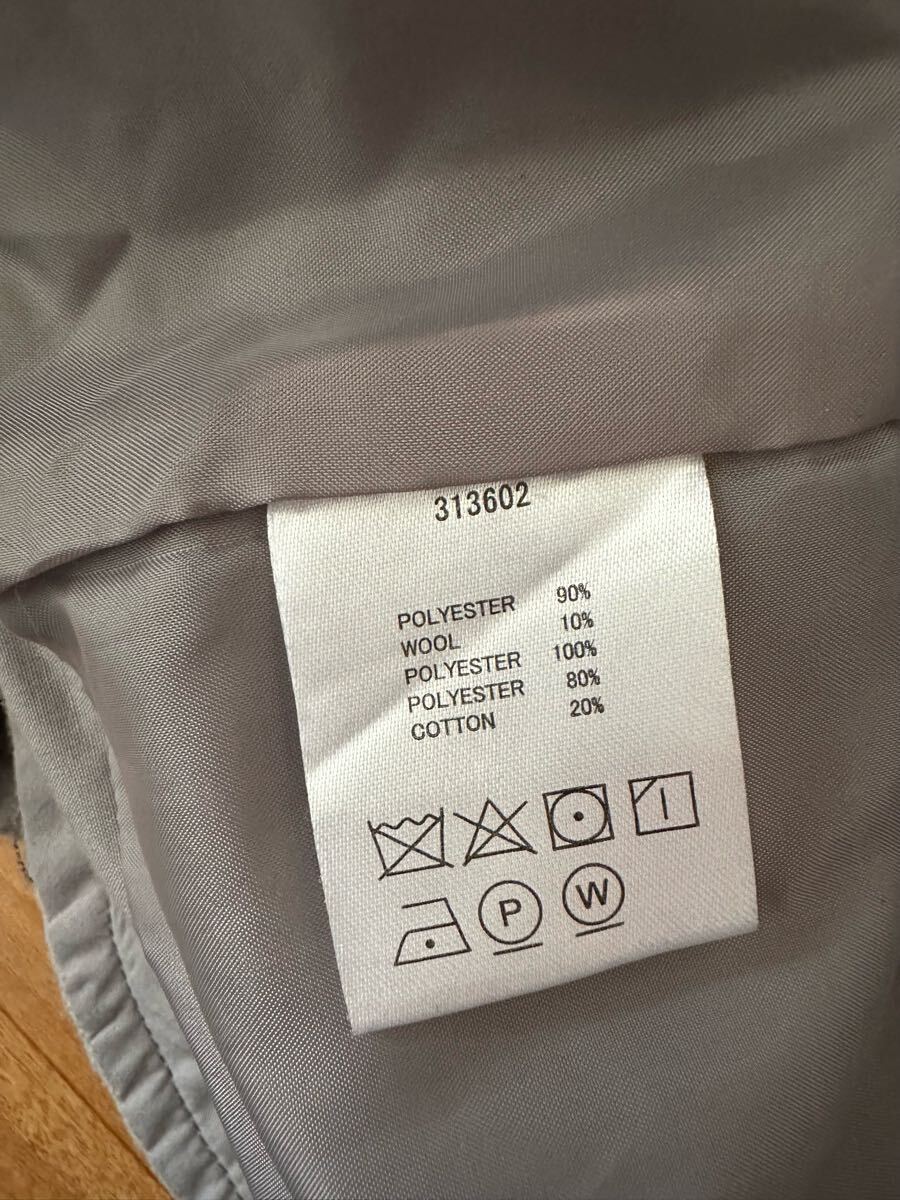 313602
POLYESTER 90%
WOOL 10%
POLYESTER 100%
POLYESTER 80%
COTTON 20%
P W